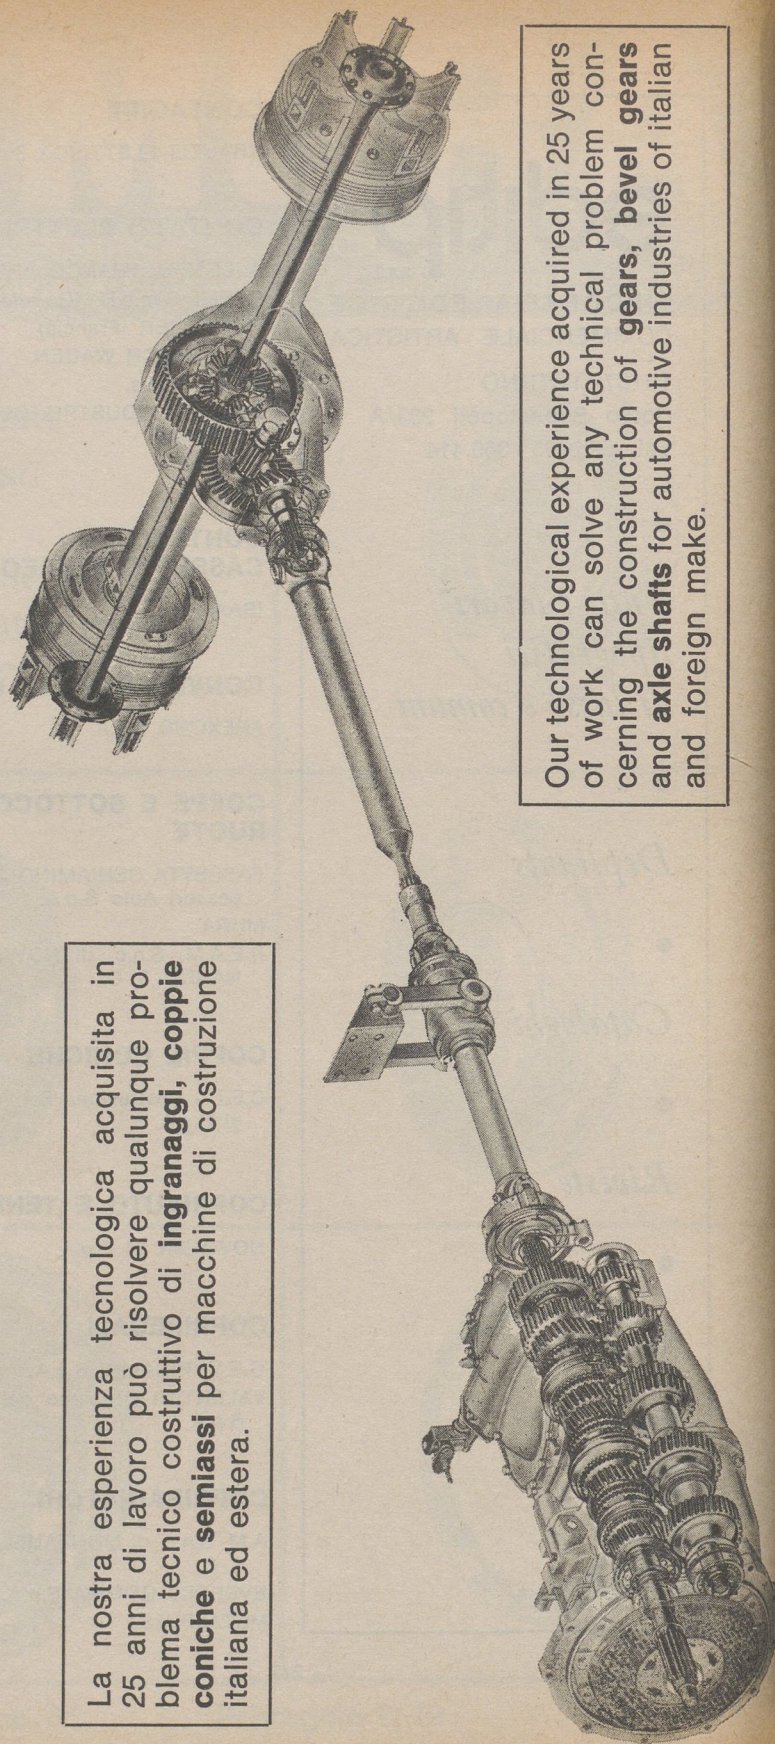 La nostra esperienza tecnologica acquisita in
25 anni di lavoro può risolvere qualunque pro-
blema tecnico costruttivo di ingranaggi, coppie
coniche e semiassi per macchine di costruzione
italiana ed estera.
Our technological experience acquired in 25 years
of work can solve any technical problem con-
cerning the construction of gears, bevel gears
and axle shafts for automotive industries of italian
and foreign make.